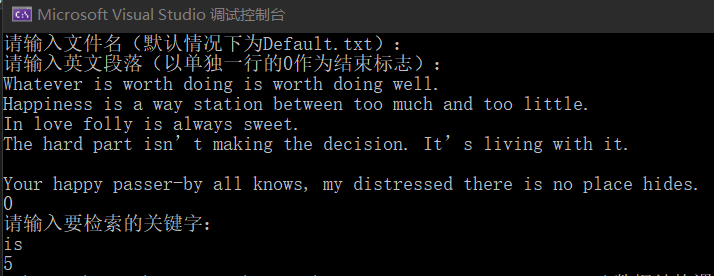 Microsoft Visual Studio 调试控制台
请输入文件名（默认情况下为Default.txt）：
请输入英文段落（以单独一行的0作为结束标志）：
Whatever is worth doing is worth doing well.
Happiness is a way station between too much and too little.
In love folly is always sweet.
The hard part isn’t making the decision. It’s living with it.
Your happy passer-by all knows, my distressed there is no place hides.
0
请输入要检索的关键字：
is
5